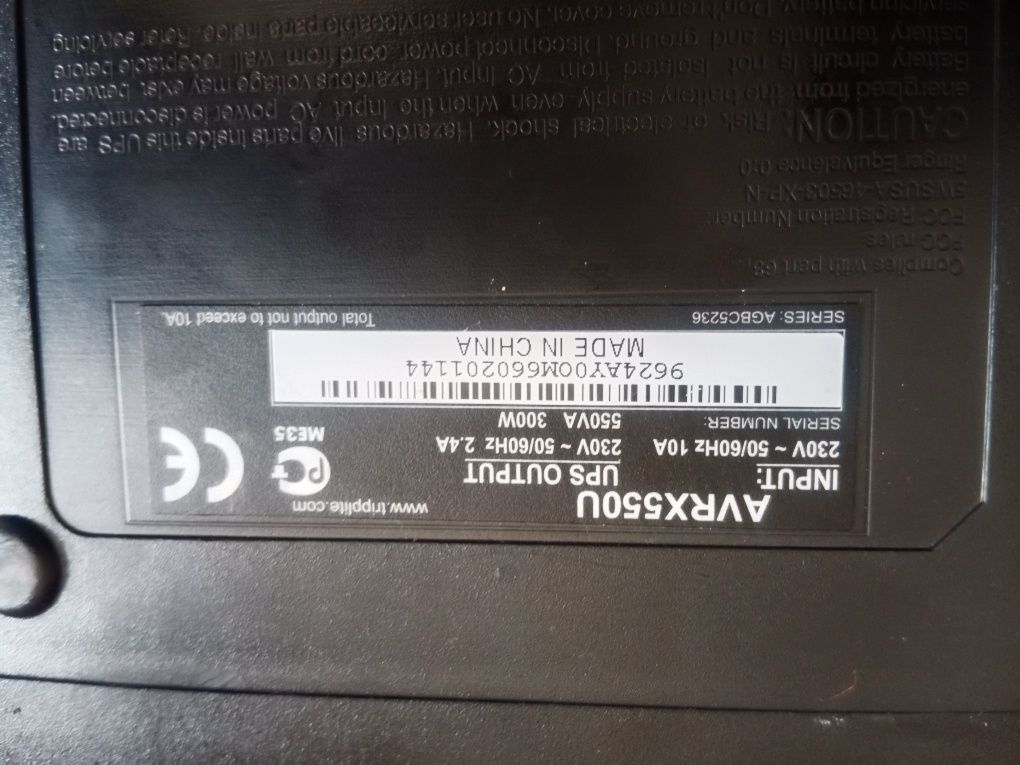 AVRX550U
www.tripplite.com
INPUT:
230V ~ 50/60Hz 10A
UPS OUTPUT
230V ~ 50/60Hz 2.4A
550VA 300W
ME35
CE
SERIAL NUMBER:
9624AY0OM660201144
MADE IN CHINA
SERIES: AGBC5236
Total output not to exceed 10A.
Complies with part 68,
FCC rules
FCC Registration Number:
5WSUSA-46503-XP-N
Ringer Equivalence 0:0
CAUTION! Risk of electrical shock. Hazardous live parts inside this UPS are
energized from the battery supply even when the input AC power is disconnected.
Battery circuit is not isolated from AC input. Hazardous voltage may exist between
battery terminals and ground. Disconnect power cord from wall receptacle before
servicing battery. Don't remove cover. No user serviceable parts inside. Refer servicing